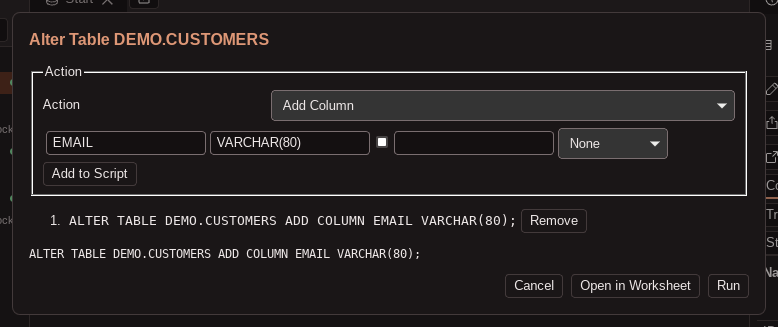 Start
Alter Table DEMO.CUSTOMERS
Action
Action
Add Column
EMAIL VARCHAR(80) None
Add to Script
1. ALTER TABLE DEMO.CUSTOMERS ADD COLUMN EMAIL VARCHAR(80); Remove
ALTER TABLE DEMO.CUSTOMERS ADD COLUMN EMAIL VARCHAR(80);
Cancel Open in Worksheet Run